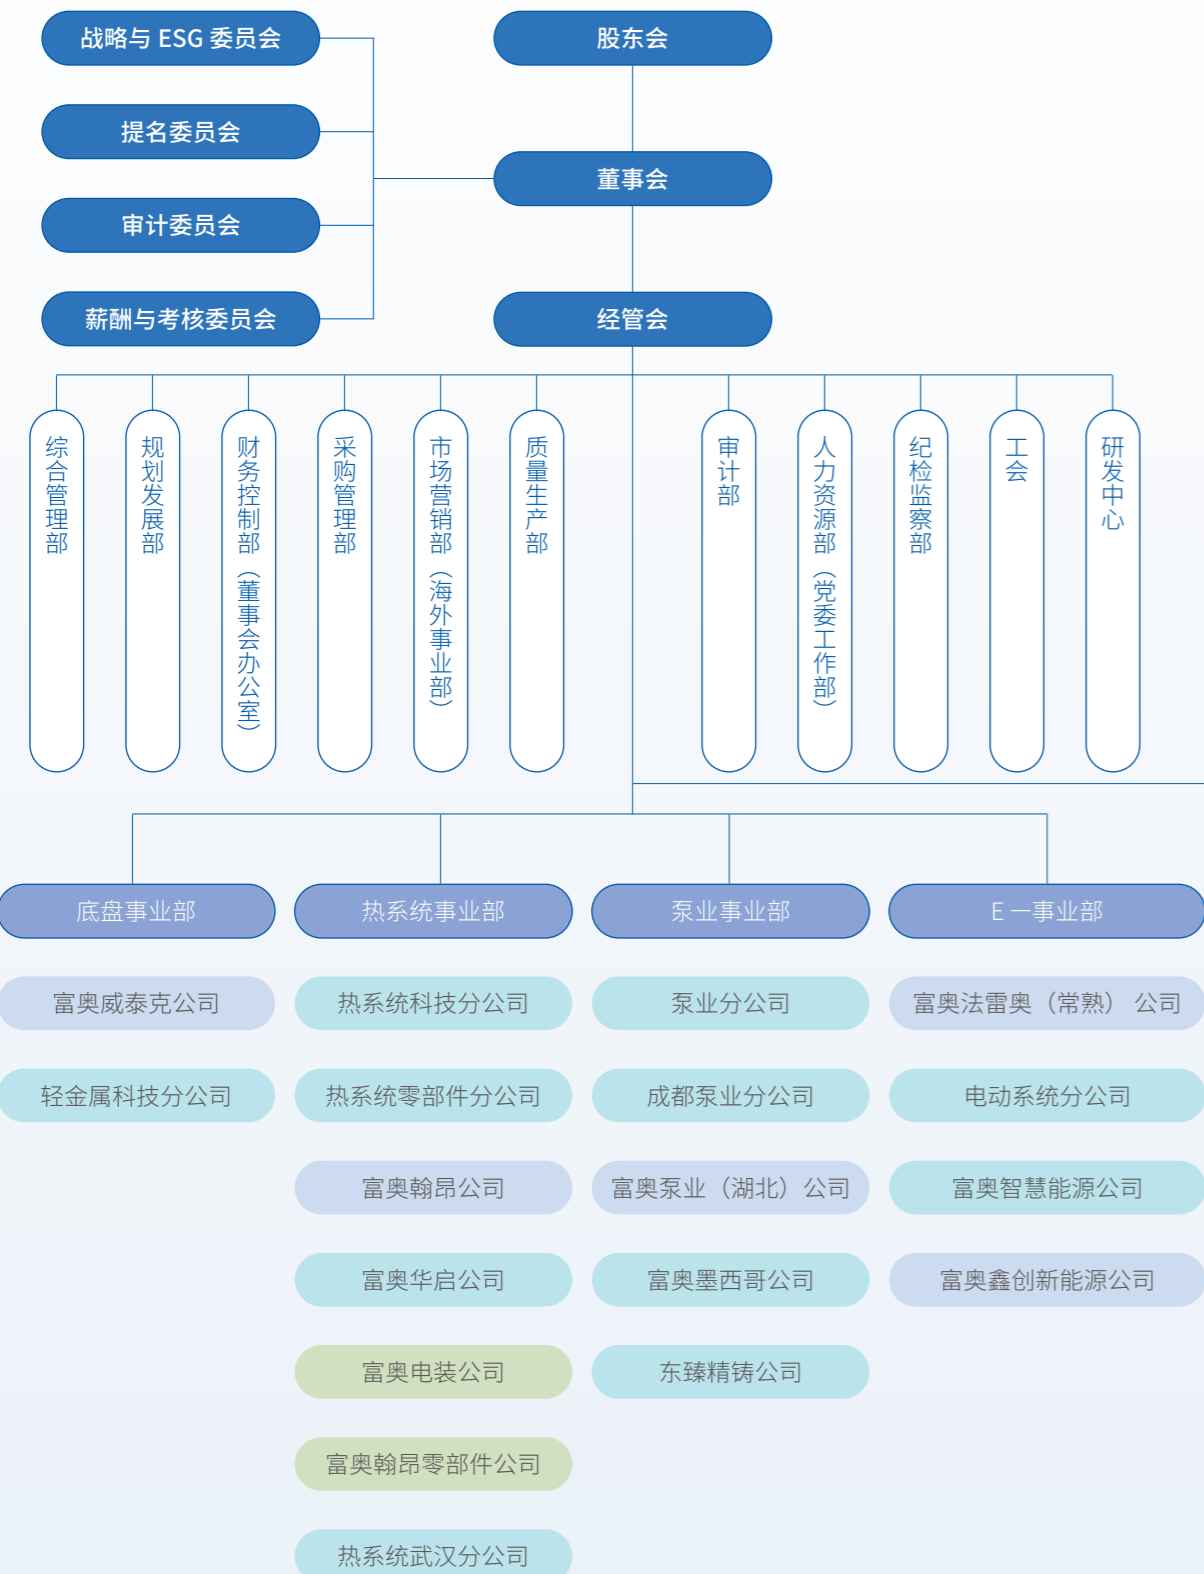 战略与 ESG 委员会
股东会
提名委员会
董事会
审计委员会
薪酬与考核委员会
经管会
综合管理部
规划发展部
财务控制部（董事会办公室）
采购管理部
市场营销部（海外事业部）
质量生产部
审计部
人力资源部（党委工作部）
纪检监察部
工会
研发中心
底盘事业部
热系统事业部
泵业事业部
E 一事业部
富奥威泰克公司
热系统科技分公司
泵业分公司
富奥法雷奥（常熟） 公司
轻金属科技分公司
热系统零部件分公司
成都泵业分公司
电动系统分公司
富奥翰昂公司
富奥泵业（湖北）公司
富奥智慧能源公司
富奥华启公司
富奥墨西哥公司
富奥鑫创新能源公司
富奥电装公司
东臻精铸公司
富奥翰昂零部件公司
热系统武汉分公司